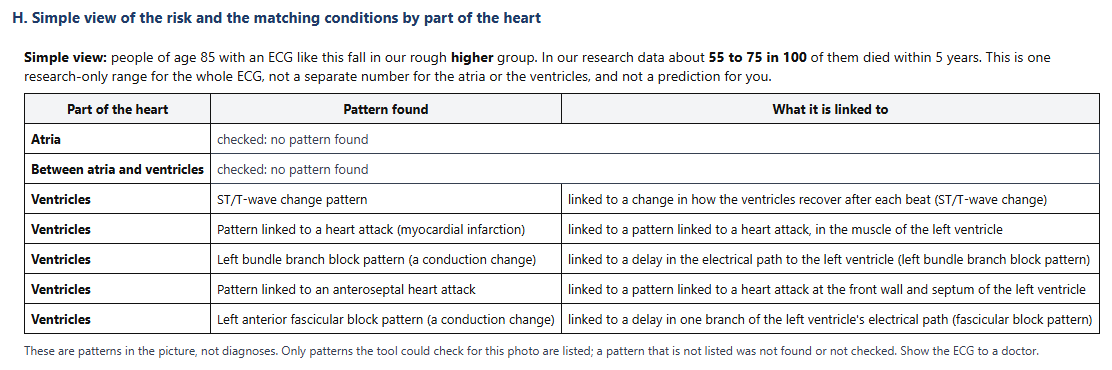 H. Simple view of the risk and the matching conditions by part of the heart
Simple view: people of age 85 with an ECG like this fall in our rough higher group. In our research data about 55 to 75 in 100 of them died within 5 years. This is one
research-only range for the whole ECG, not a separate number for the atria or the ventricles, and not a prediction for you.
Part of the heart Pattern found What it is linked to
Atria checked: no pattern found
Between atria and ventricles checked: no pattern found
Ventricles ST/T-wave change pattern linked to a change in how the ventricles recover after each beat (ST/T-wave change)
Ventricles Pattern linked to a heart attack (myocardial infarction) linked to a pattern linked to a heart attack, in the muscle of the left ventricle
Ventricles Left bundle branch block pattern (a conduction change) linked to a delay in the electrical path to the left ventricle (left bundle branch block pattern)
Ventricles Pattern linked to an anteroseptal heart attack linked to a pattern linked to a heart attack at the front wall and septum of the left ventricle
Ventricles Left anterior fascicular block pattern (a conduction change) linked to a delay in one branch of the left ventricle's electrical path (fascicular block pattern)
These are patterns in the picture, not diagnoses. Only patterns the tool could check for this photo are listed; a pattern that is not listed was not found or not checked. Show the ECG to a doctor.